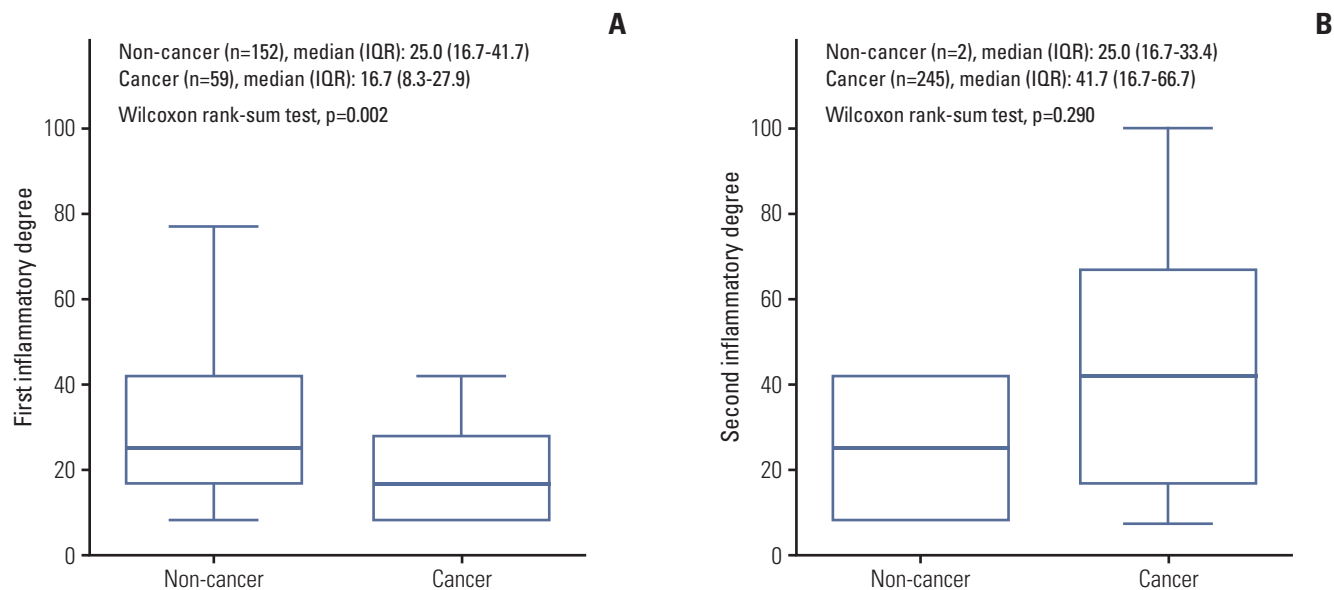 A
Non-cancer (n=152), median (IQR): 25.0 (16.7-41.7)
Cancer (n=59), median (IQR): 16.7 (8.3-27.9)
Wilcoxon rank-sum test, p=0.002
First inflammatory degree
100
80
60
40
20
0
Non-cancer
Cancer
B
Non-cancer (n=2), median (IQR): 25.0 (16.7-33.4)
Cancer (n=245), median (IQR): 41.7 (16.7-66.7)
Wilcoxon rank-sum test, p=0.290
Second inflammatory degree
100
80
60
40
20
0
Non-cancer
Cancer